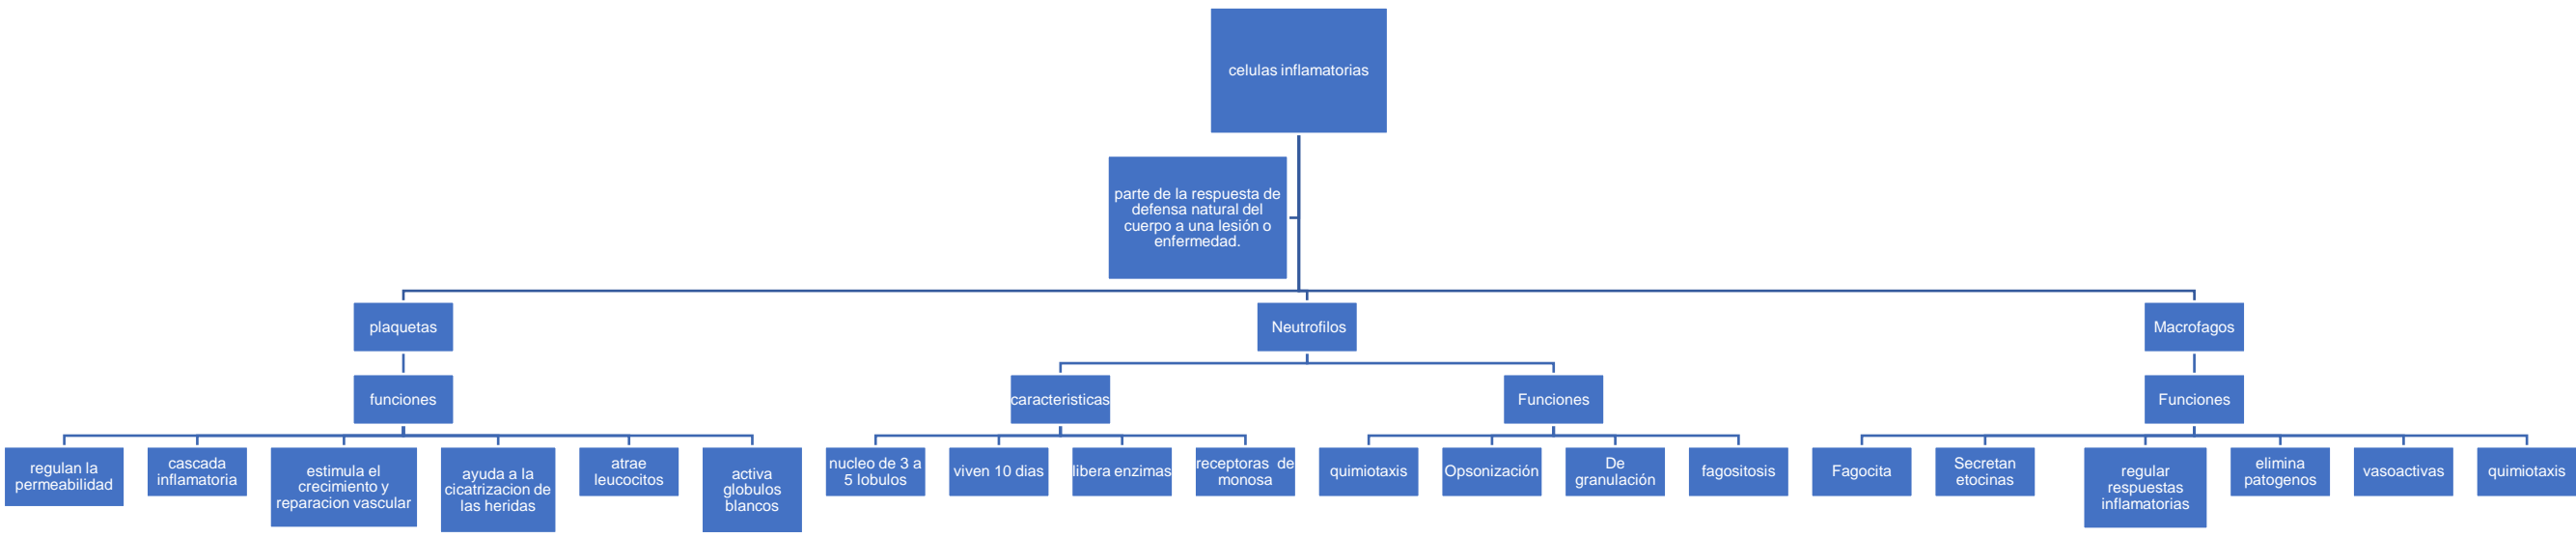 celulas inflamatorias
parte de la respuesta de
defensa natural del
cuerpo a una lesión o
enfermedad.
plaquetas
Neutrofilos
Macrofagos
funciones
caracteristicas
Funciones
Funciones
regulan la
permeabilidad
cascada
inflamatoria
estimula el
crecimiento y
reparacion vascular
ayuda a la
cicatrizacion de
las heridas
atrae
leucocitos
activa
globulos
blancos
nucleo de 3 a
5 lobulos
viven 10 dias
libera enzimas
receptoras de
monosa
quimiotaxis
Opsonización
De
granulación
fagositosis
Fagocita
Secretan
etocinas
regular
respuestas
inflamatorias
elimina
patogenos
vasoactivas
quimiotaxis